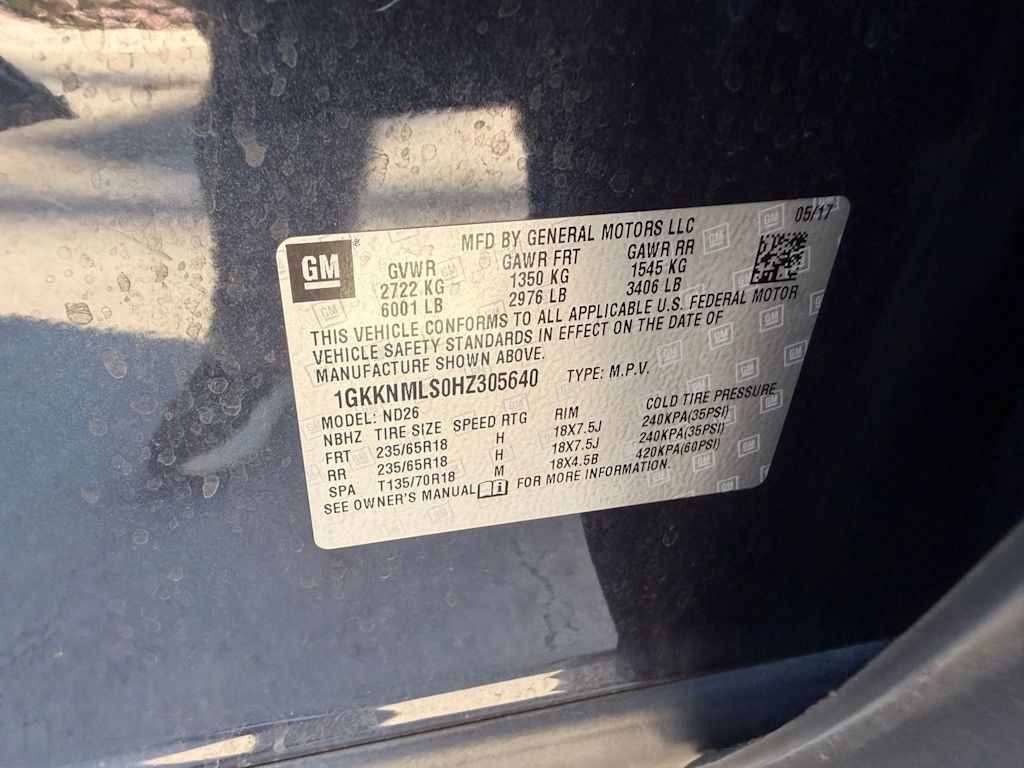 05/17
GM
MFD BY GENERAL MOTORS LLC
GVWR GAWR FRT GAWR RR
2722 KG 1350 KG 1545 KG
6001 LB 2976 LB 3406 LB
THIS VEHICLE CONFORMS TO ALL APPLICABLE U.S. FEDERAL MOTOR
VEHICLE SAFETY STANDARDS IN EFFECT ON THE DATE OF
MANUFACTURE SHOWN ABOVE.
1GKKNMLS0HZ305640 TYPE: M.P.V.
MODEL: ND26
NBHZ TIRE SIZE SPEED RTG RIM COLD TIRE PRESSURE
FRT 235/65R18 H 18X7.5J 240KPA(35PSI)
RR 235/65R18 H 18X7.5J 240KPA(35PSI)
SPA T135/70R18 M 18X4.5B 420KPA(60PSI)
SEE OWNER'S MANUAL FOR MORE INFORMATION.